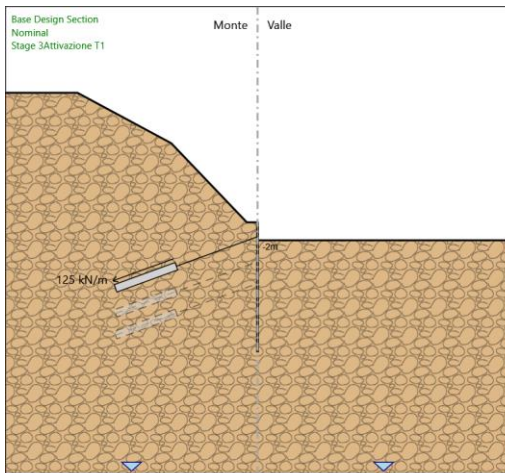 Base Design Section
Nominal
Stage 3Attivazione T1
Monte
Valle
-2m
125 kN/m